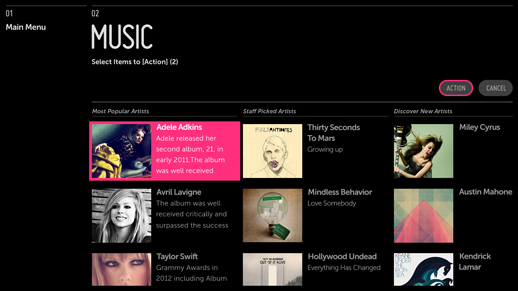 01
Main Menu
02
MUSIC
Select Items to [Action] (2)
ACTION
CANCEL
Most Popular Artists
Adele Adkins
Adele released her
second album, 21, in
early 2011.The album
was well received
Avril Lavigne
The album was well
received critically and
surpassed the success
Taylor Swift
Grammy Awards in
2012 including Album
Staff Picked Artists
Thirty Seconds
To Mars
Growing up
Mindless Behavior
Love Somebody
Hollywood Undead
Everything Has Changed
Discover New Artists
Miley Cyrus
Austin Mahone
KEANE
UNDER
THE
IRON
SEA
Kendrick
Lamar